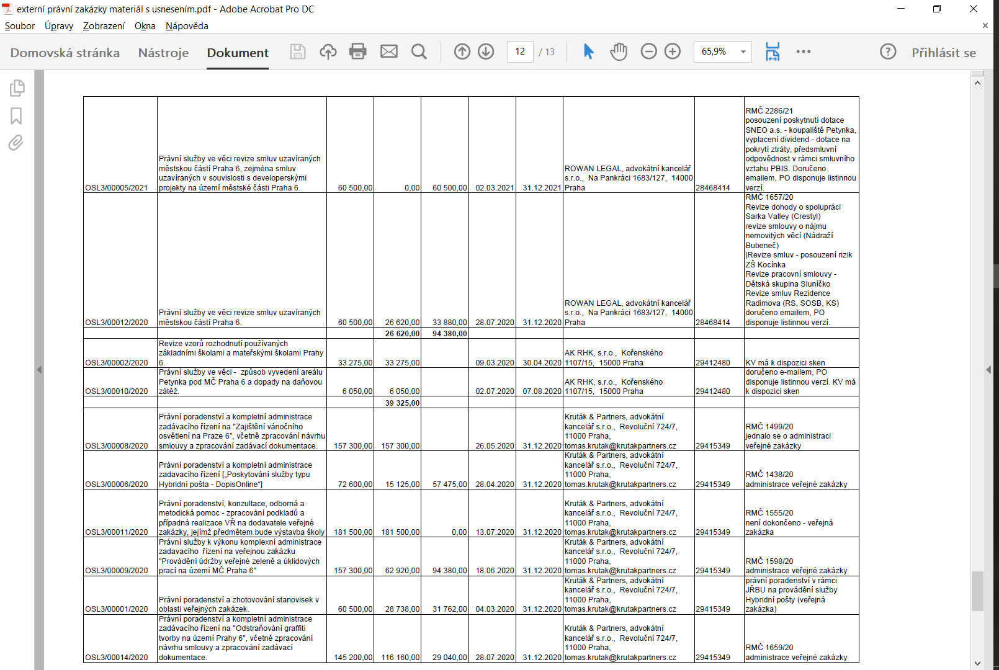 externí právní zakázky materiál s usnesením.pdf - Adobe Acrobat Pro DC
Soubor Úpravy Zobrazení Okna Nápověda
Domovská stránka Nástroje Dokument 12 / 13 65,9% Přihlásit se
RMČ 2286/21
posouzení poskytnutí dotace
SNEO a.s. - koupaliště Petynka,
vyplacení dividend - dotace na
pokrytí ztráty, předsmluvní
odpovědnost v rámci smluvního
vztahu PBIS. Doručeno
emailem, PO disponuje listinnou
verzí.
Právní služby ve věci revize smluv uzavíraných
městskou částí Praha 6, zejména smluv
uzavíraných v souvislosti s developerskými
projekty na území městské části Praha 6.
ROWAN LEGAL, advokátní kancelář
s.r.o., Na Pankráci 1683/127, 14000
Praha
OSL3/00005/2021 60 500,00 0,00 60 500,00 02.03.2021 31.12.2021 28468414
RMČ 1657/20
Revize dohody o spolupráci
Sarka Valley (Crestyl)
revize smlouvy o nájmu
nemovitých věcí (Nádraží
Bubeneč)
|Revize smluv - posouzení rizik
ZŠ Kocínka
Revize pracovní smlouvy -
Dětská skupina Sluníčko
Revize smluv Rezidence
Radimova (RS, SOSB, KS)
doručeno emailem, PO
disponuje listinnou verzí.
Právní služby ve věci revize smluv uzavíraných
městskou částí Praha 6.
ROWAN LEGAL, advokátní kancelář
s.r.o., Na Pankráci 1683/127, 14000
Praha
OSL3/00012/2020 60 500,00 26 620,00 33 880,00 28.07.2020 31.12.2020 28468414
26 620,00 94 380,00
Revize vzorů rozhodnutí používaných
základními školami a mateřskými školami Prahy
6.
AK RHK, s.r.o., Kořenského
1107/15, 15000 Praha
OSL3/00002/2020 33 275,00 33 275,00 09.03.2020 30.04.2020 29412480 KV má k dispozici sken
Právní služby ve věci - způsob vyvedení areálu
Petynka pod MČ Praha 6 a dopady na daňovou
zátěž.
AK RHK, s.r.o., Kořenského
1107/15, 15000 Praha
doručeno e-mailem, PO
disponuje listinnou verzí. KV má
k dispozici sken
OSL3/00010/2020 6 050,00 6 050,00 02.07.2020 07.08.2020 29412480
39 325,00
Právní poradenství a kompletní administrace
zadávacího řízení na "Zajištění vánočního
osvětlení na Praze 6", včetně zpracování návrhu
smlouvy a zpracování zadávací dokumentace.
Kruták & Partners, advokátní
kancelář s.r.o., Revoluční 724/7,
11000 Praha,
tomas.krutak@krutakpartners.cz
RMČ 1499/20
jednalo se o administraci
veřejné zakázky
OSL3/00008/2020 157 300,00 157 300,00 26.05.2020 31.12.2020 29415349
Právní poradenství a kompletní administrace
zadavacího řízení [„Poskytování služby typu
Hybridní pošta - DopisOnline“]
Kruták & Partners, advokátní
kancelář s.r.o., Revoluční 724/7,
11000 Praha,
tomas.krutak@krutakpartners.cz
RMČ 1438/20
administrace veřejné zakázky
OSL3/00006/2020 72 600,00 15 125,00 57 475,00 28.04.2020 31.12.2020 29415349
Právní poradenství, konzultace, odborná a
metodická pomoc - zpracování podkladů a
případná realizace VŘ na dodavatele veřejné
zakázky, jejímž předmětem bude výstavba školy
Kruták & Partners, advokátní
kancelář s.r.o., Revoluční 724/7,
11000 Praha,
tomas.krutak@krutakpartners.cz
RMČ 1555/20
není dokončeno - veřejná
zakázka
OSL3/00011/2020 181 500,00 181 500,00 0,00 13.07.2020 31.12.2020 29415349
Právní služby k výkonu komplexní administrace
zadavacího řízení na veřejnou zakázku
"Provádění údržby veřejné zeleně a úklidových
prací na území MČ Praha 6"
Kruták & Partners, advokátní
kancelář s.r.o., Revoluční 724/7,
11000 Praha,
tomas.krutak@krutakpartners.cz
RMČ 1598/20
administrace veřejné zakázky
OSL3/00009/2020 157 300,00 62 920,00 94 380,00 18.06.2020 31.12.2020 29415349
Právní poradenství a zhotovování stanovisek v
oblasti veřejných zakázek.
Kruták & Partners, advokátní
kancelář s.r.o., Revoluční 724/7,
11000 Praha,
tomas.krutak@krutakpartners.cz
právní poradenství v rámci
JŘBU na provádění služby
Hybridní pošty (veřejná
zakázka)
OSL3/00001/2020 60 500,00 28 738,00 31 762,00 04.03.2020 31.12.2020 29415349
Právní poradenství a kompletní administrace
zadávacího řízení na "Odstraňování graffiti
tvorby na území Prahy 6", včetně zpracování
návrhu smlouvy a zpracování zadávací
dokumentace.
Kruták & Partners, advokátní
kancelář s.r.o., Revoluční 724/7,
11000 Praha,
tomas.krutak@krutakpartners.cz
RMČ 1659/20
administrace veřejné zakázky
OSL3/00014/2020 145 200,00 116 160,00 29 040,00 28.07.2020 31.12.2020 29415349